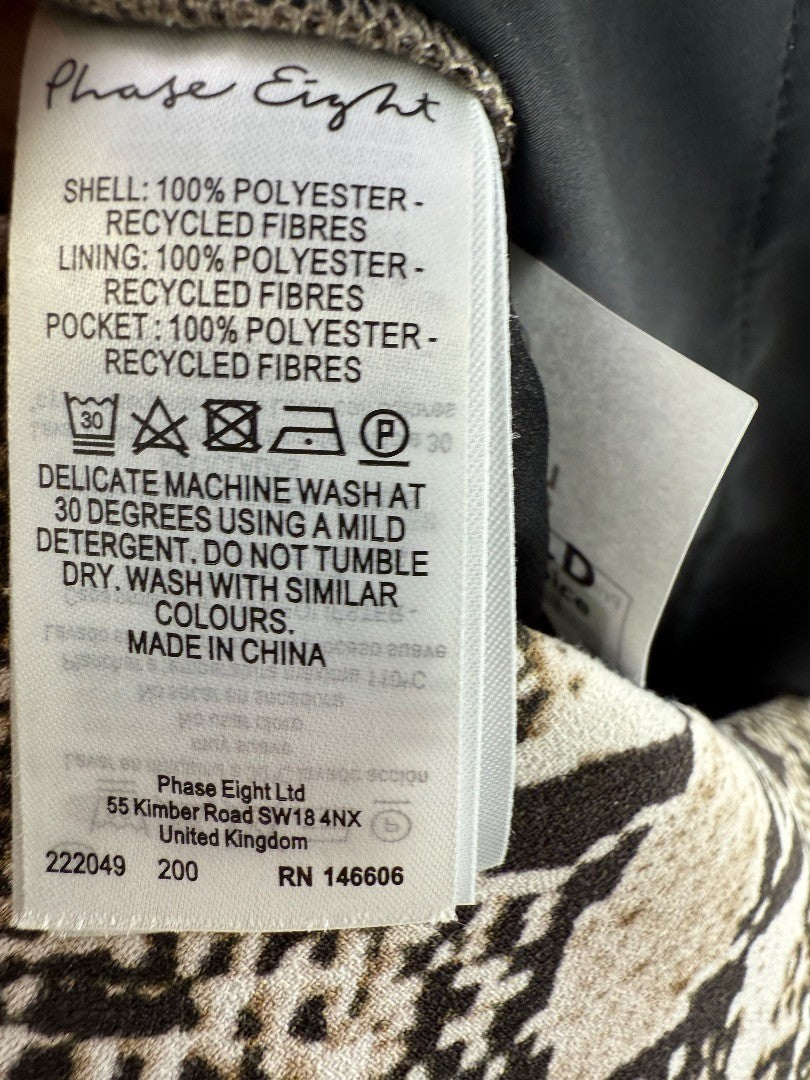 Phase Eight
SHELL: 100% POLYESTER -
RECYCLED FIBRES
LINING: 100% POLYESTER -
RECYCLED FIBRES
POCKET : 100% POLYESTER -
RECYCLED FIBRES
30 P
DELICATE MACHINE WASH AT
30 DEGREES USING A MILD
DETERGENT. DO NOT TUMBLE
DRY. WASH WITH SIMILAR
COLOURS.
MADE IN CHINA
Phase Eight Ltd
55 Kimber Road SW18 4NX
United Kingdom
222049 200 RN 146606